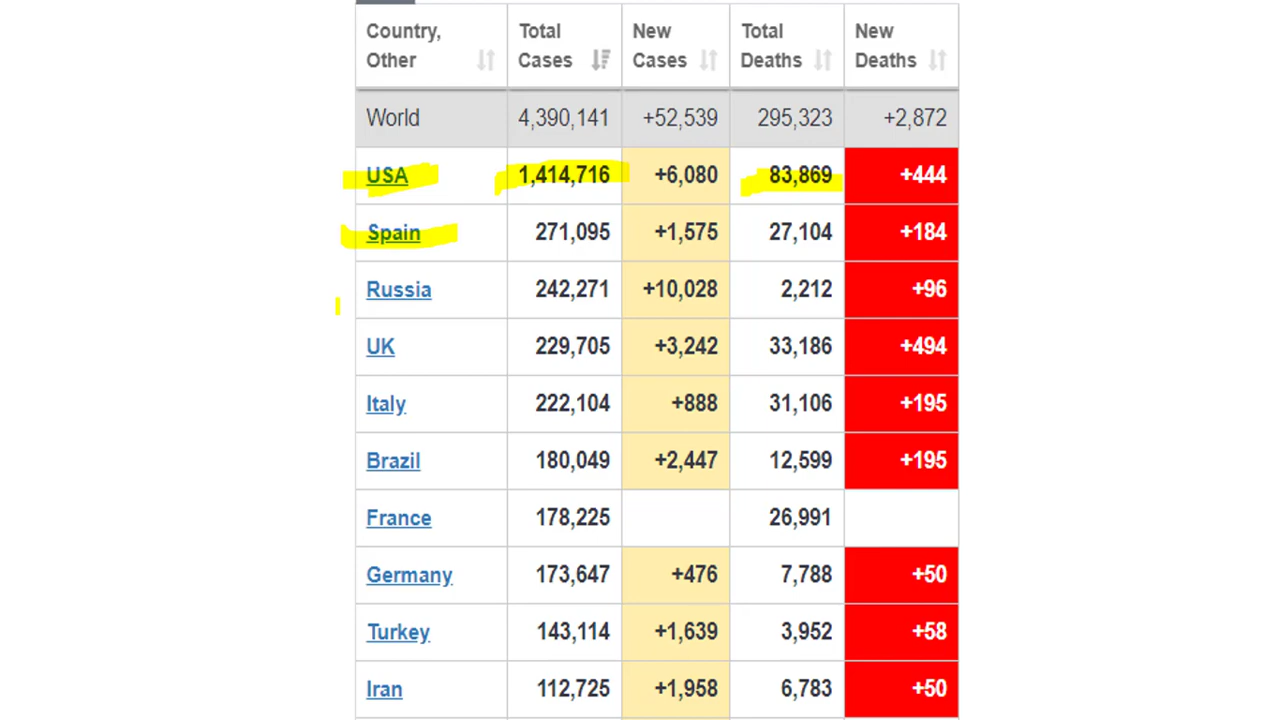 Country, Other Total Cases New Cases Total Deaths New Deaths
World 4,390,141 +52,539 295,323 +2,872
USA 1,414,716 +6,080 83,869 +444
Spain 271,095 +1,575 27,104 +184
Russia 242,271 +10,028 2,212 +96
UK 229,705 +3,242 33,186 +494
Italy 222,104 +888 31,106 +195
Brazil 180,049 +2,447 12,599 +195
France 178,225 26,991
Germany 173,647 +476 7,788 +50
Turkey 143,114 +1,639 3,952 +58
Iran 112,725 +1,958 6,783 +50